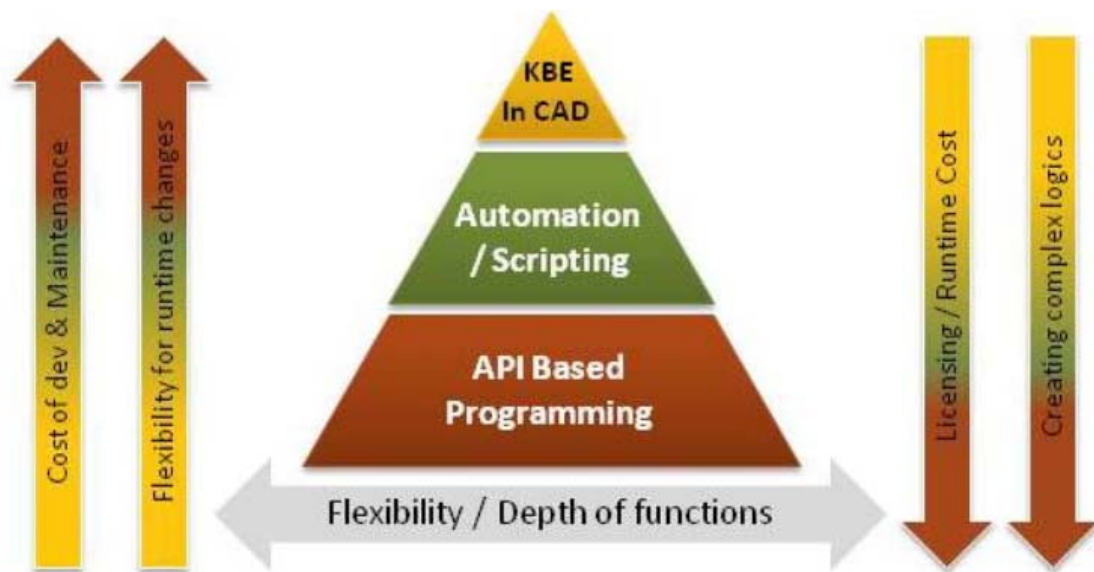 Cost of dev & Maintenance
Flexibility for runtime changes
KBE
In CAD
Automation
/ Scripting
API Based
Programming
Licensing / Runtime Cost
Creating complex logics
Flexibility / Depth of functions